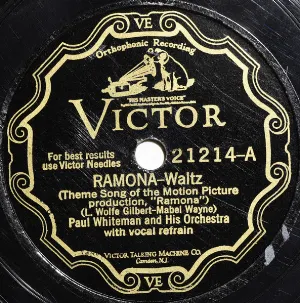 VE
Orthophonic Recording
"HIS MASTER'S VOICE"
VICTOR
For best results
use Victor Needles
21214-A
RAMONA-Waltz
(Theme Song of the Motion Picture
production, "Ramona")
(L. Wolfe Gilbert-Mabel Wayne)
Paul Whiteman and His Orchestra
with vocal refrain
VICTOR TALKING MACHINE CO.
Camden, N.J.
VE